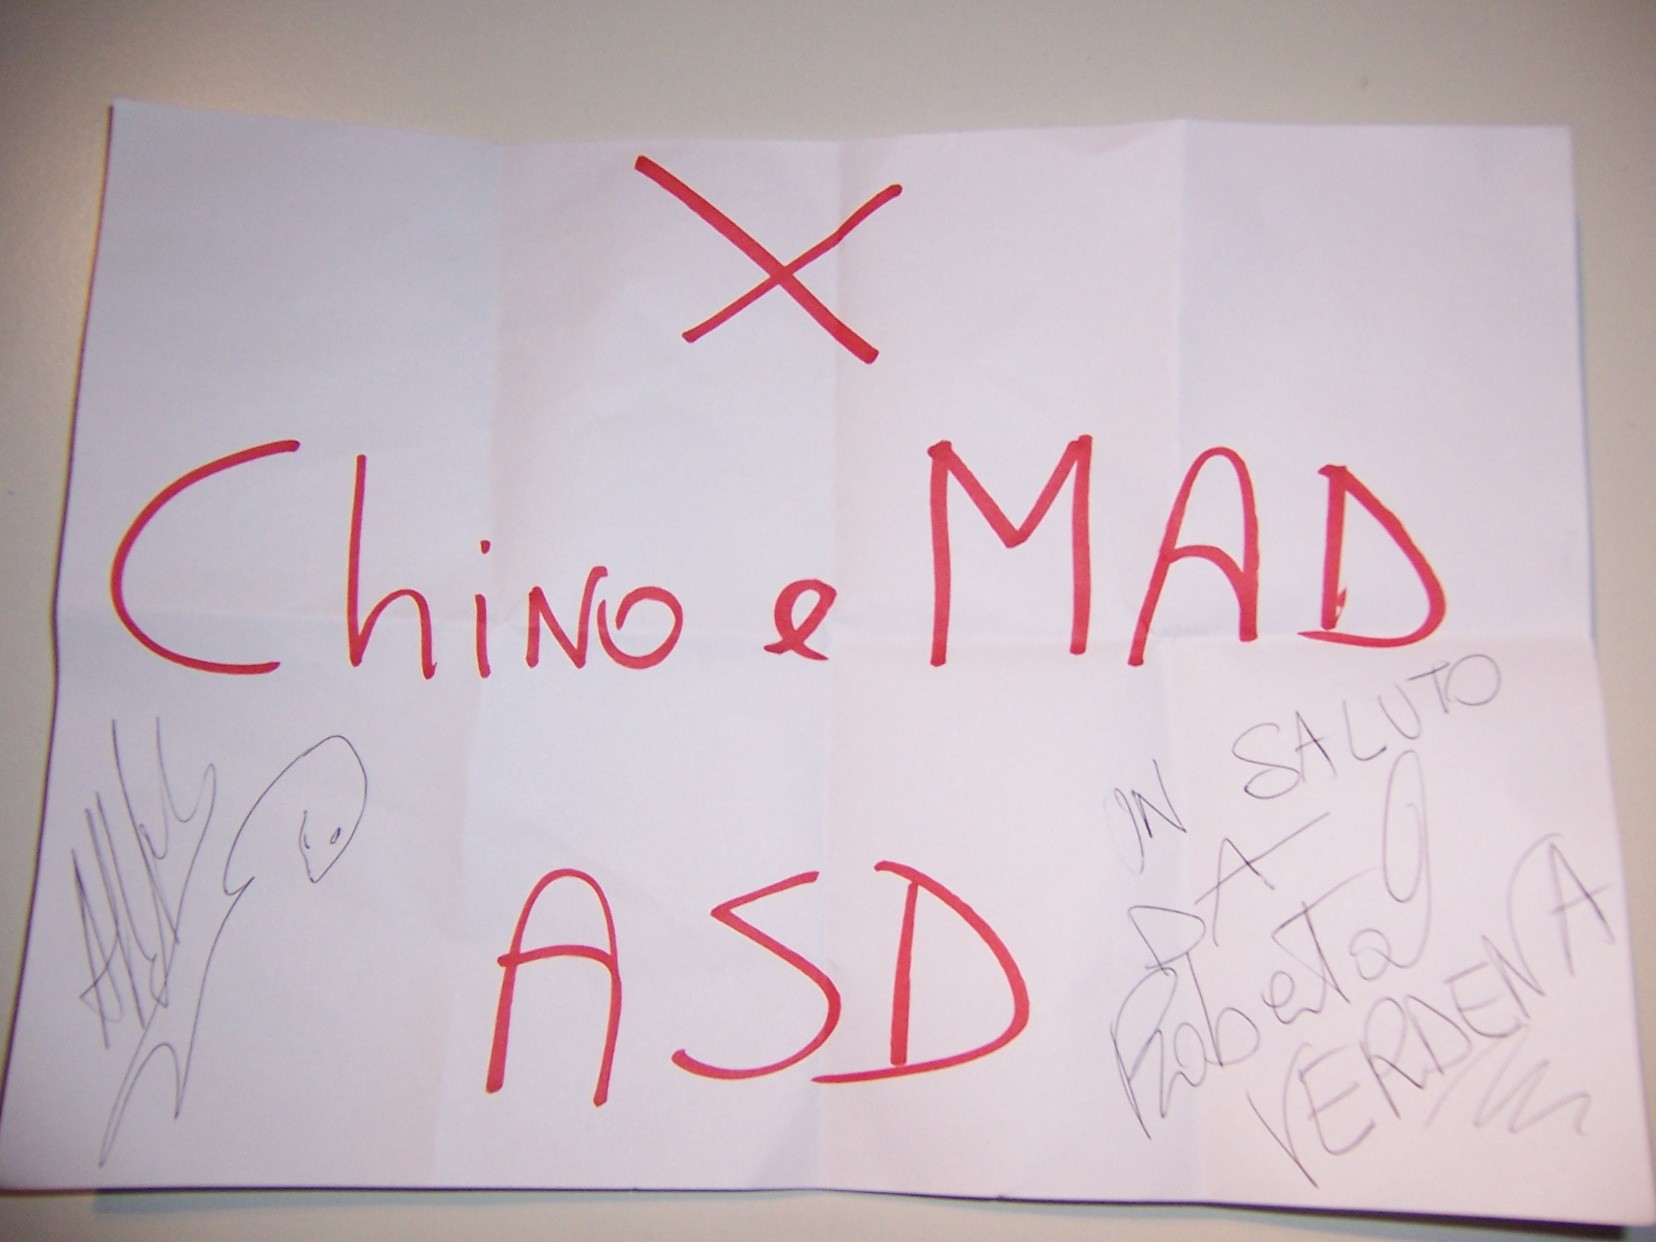 X
Chino e MAD
ASD
UN SALUTO
DA
Roberta
VERDENA